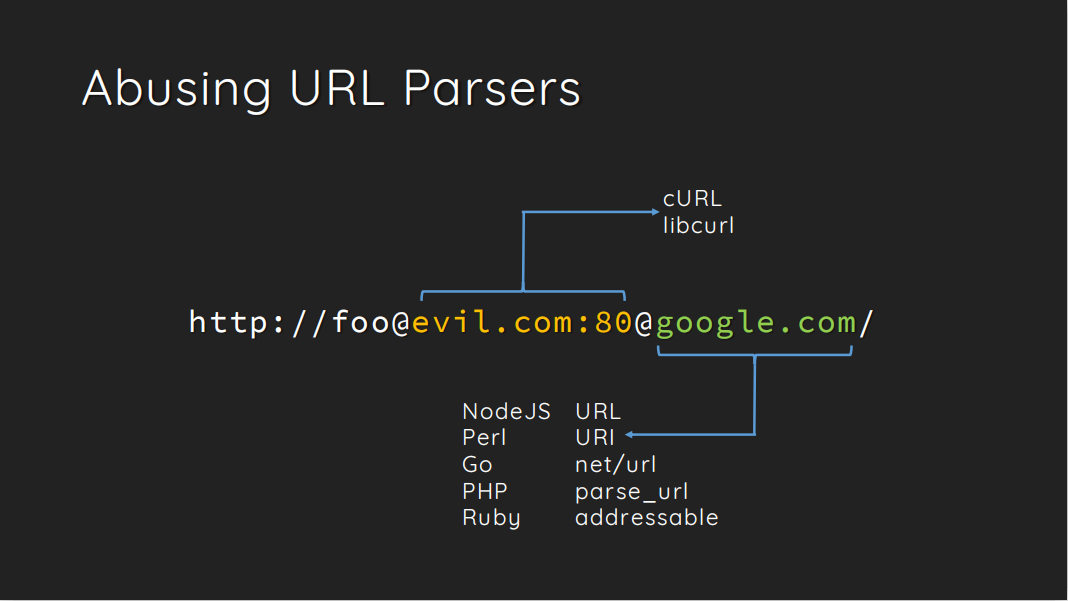 Abusing URL Parsers
cURL
libcurl
http://foo@evil.com:80@google.com/
NodeJS URL
Perl URI
Go net/url
PHP parse_url
Ruby addressable